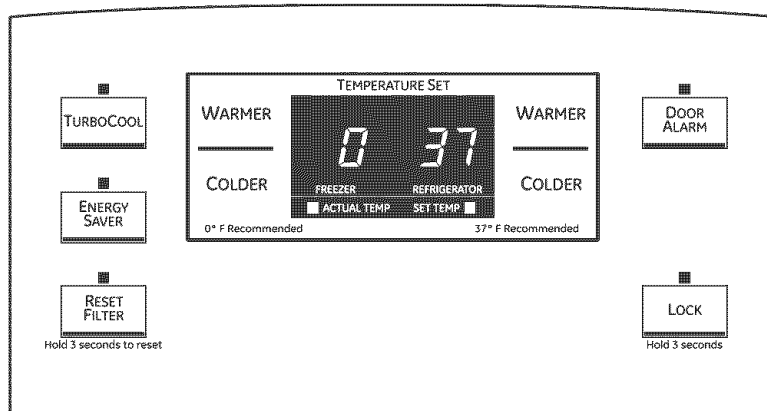 TEMPERATURE SET
TURBOCOOL
WARMER
WARMER
DOOR
ALARM
0 37
COLDER
COLDER
FREEZER REFRIGERATOR
ENERGY
SAVER
ACTUAL TEMP SET TEMP
0° F Recommended 37° F Recommended
RESET
FILTER
Hold 3 seconds to reset
LOCK
Hold 3 seconds